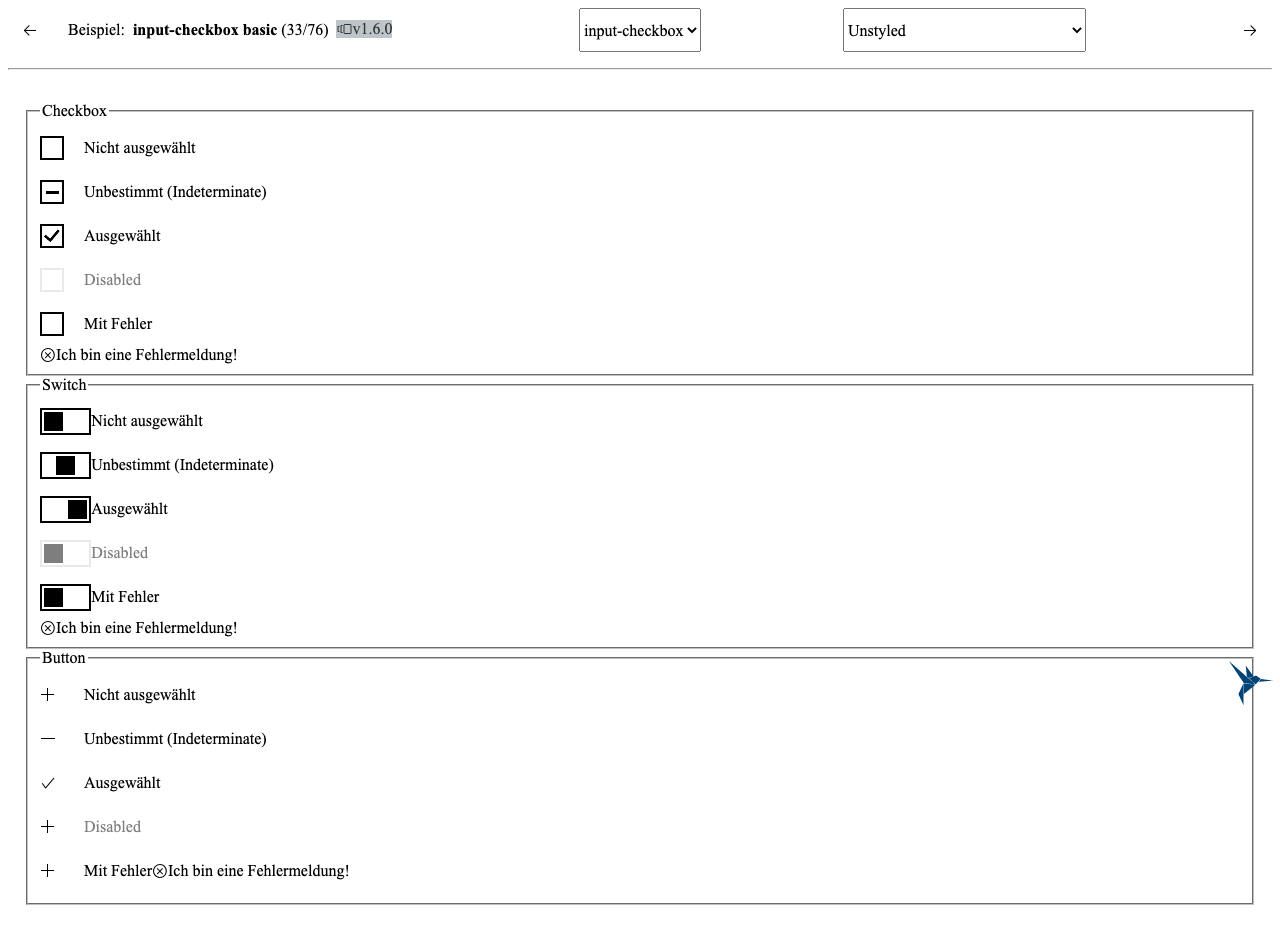 Beispiel: input-checkbox basic (33/76) v1.6.0 input-checkbox Unstyled
Checkbox
Nicht ausgewählt
Unbestimmt (Indeterminate)
Ausgewählt
Disabled
Mit Fehler
Ich bin eine Fehlermeldung!
Switch
Nicht ausgewählt
Unbestimmt (Indeterminate)
Ausgewählt
Disabled
Mit Fehler
Ich bin eine Fehlermeldung!
Button
Nicht ausgewählt
Unbestimmt (Indeterminate)
Ausgewählt
Disabled
Mit Fehler Ich bin eine Fehlermeldung!